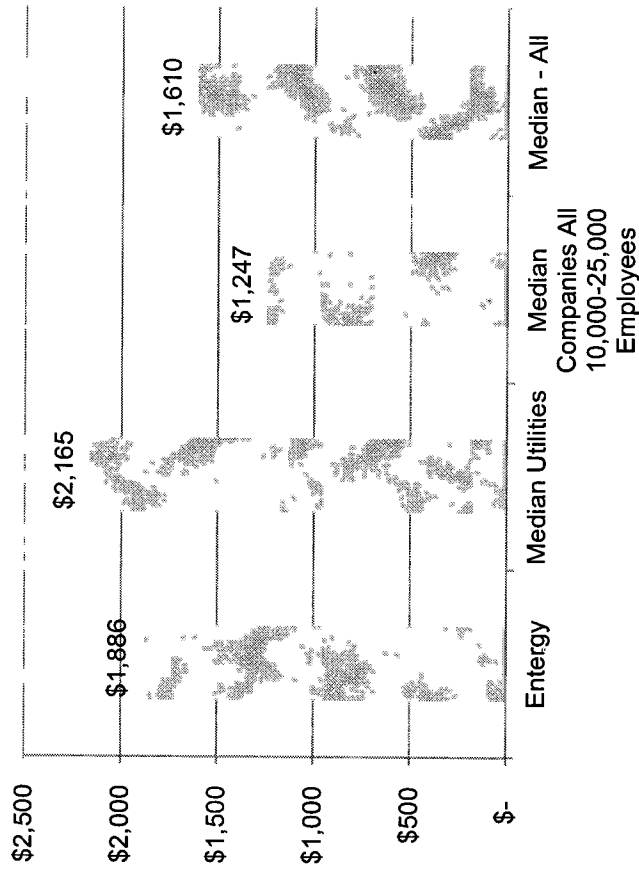 $2,500
$2,000
$1,500
$1,000
$500
$-
$1,886
$2,165
$1,247
$1,610
Entergy
Median Utilities
Median
Companies All
10,000-25,000
Employees
Median - All